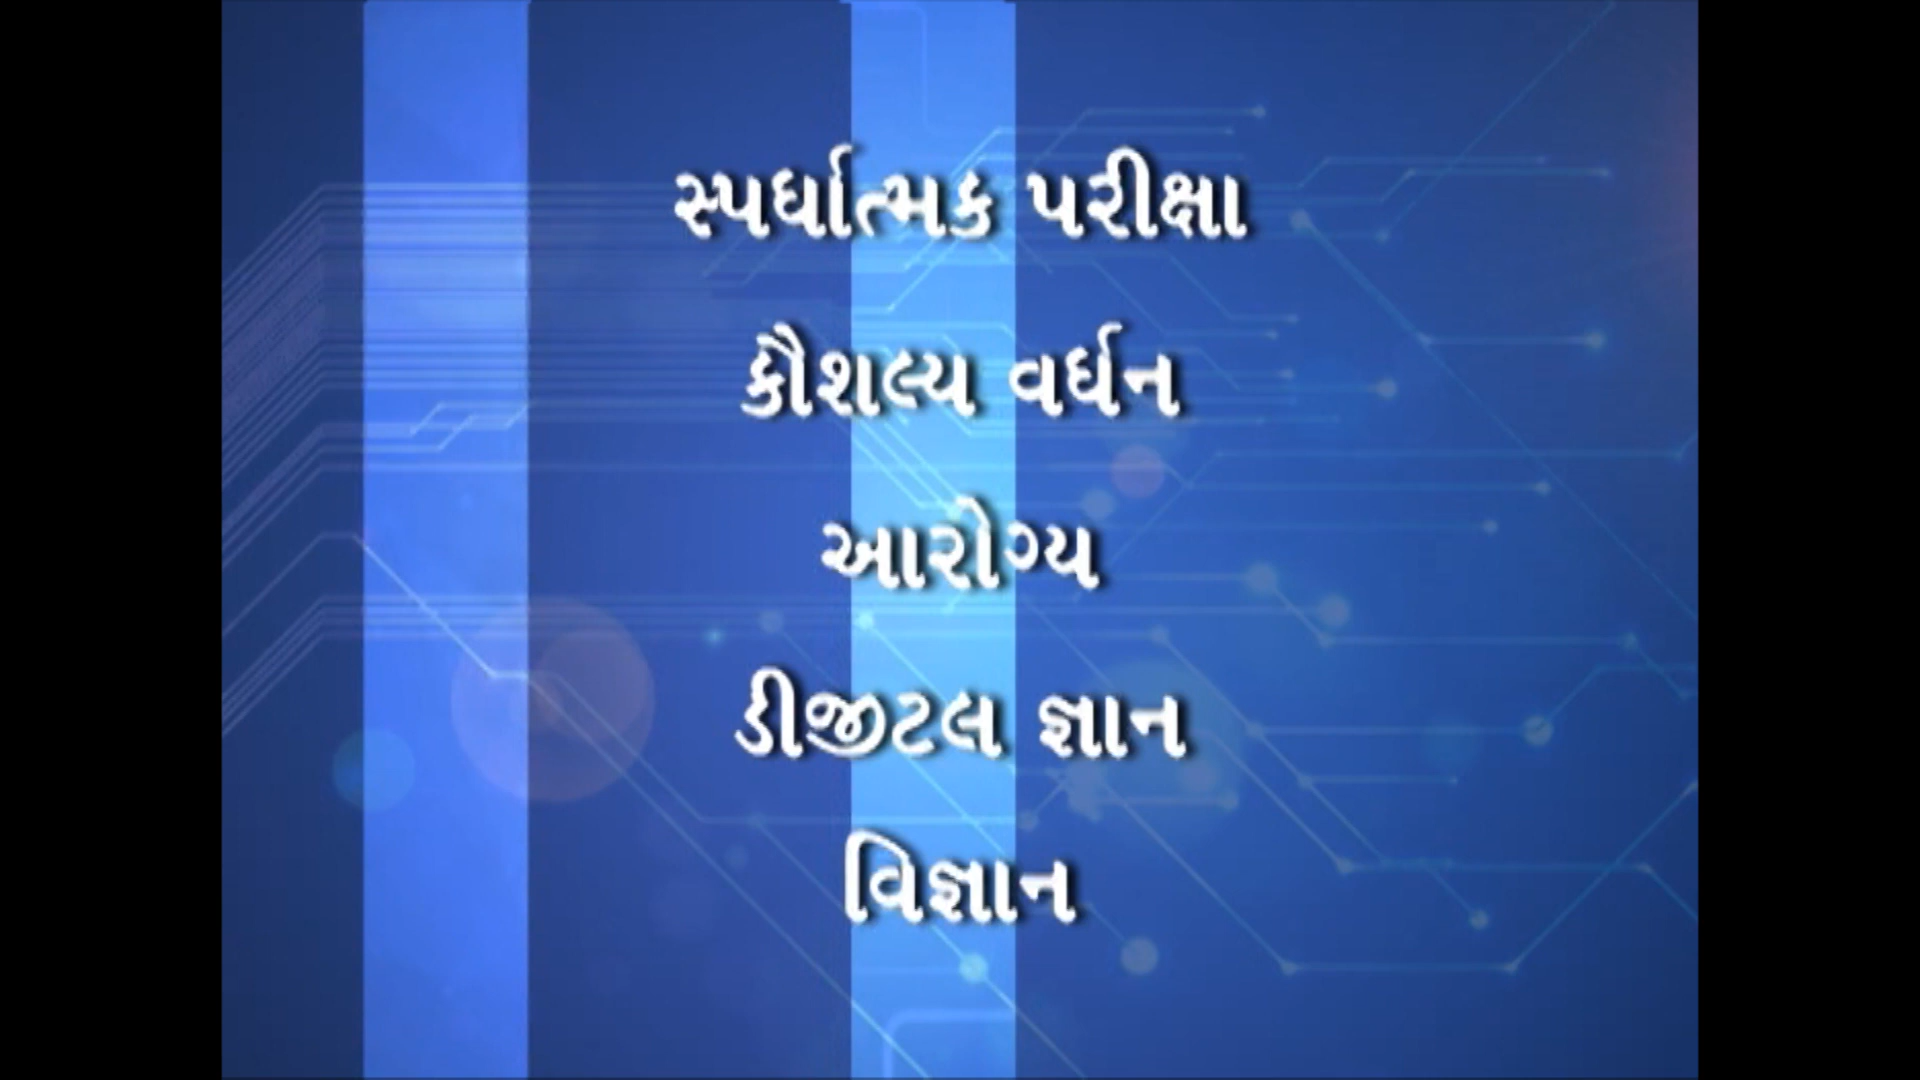 સ્પર્ધાત્મક પરીક્ષા
કૌશલ્ય વર્ધન
આરોગ્ય
ડીજીટલ જ્ઞાન
વિજ્ઞાન